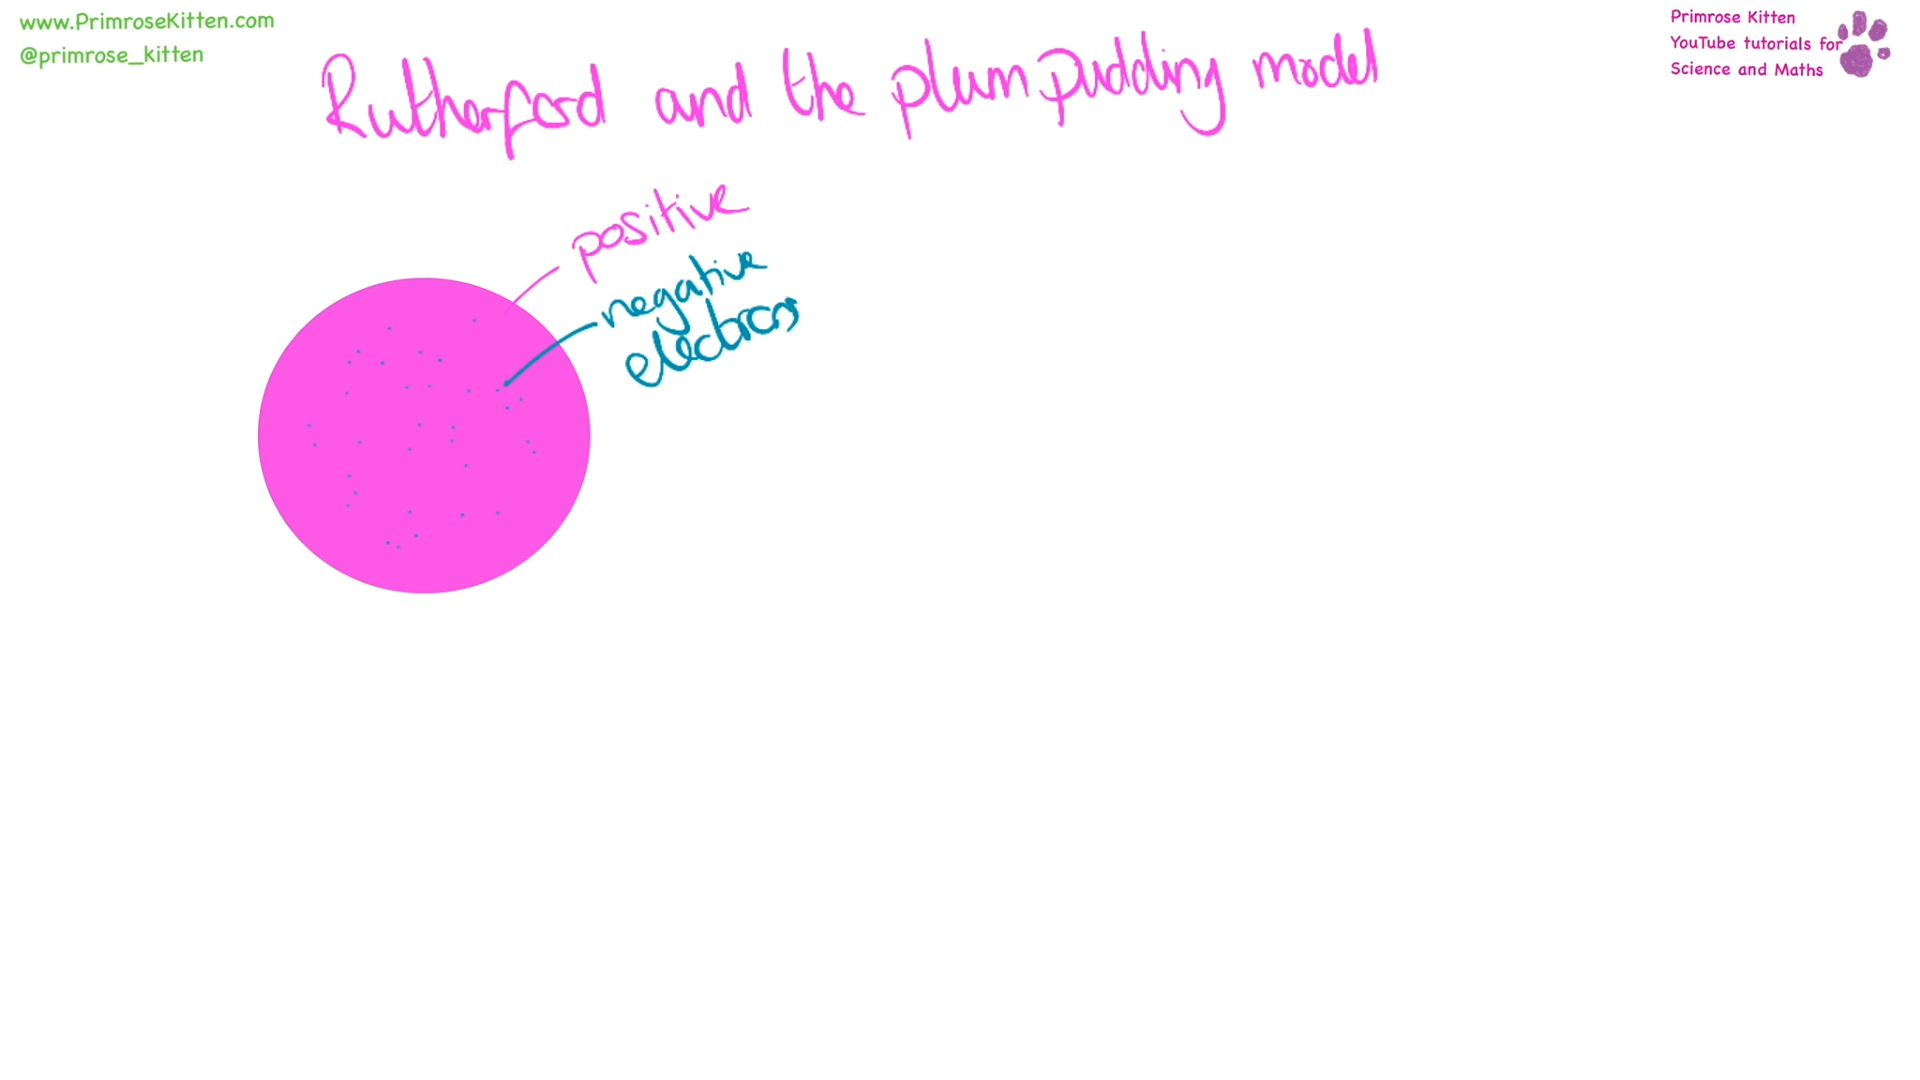 www.PrimroseKitten.com
@primrose_kitten
Primrose Kitten
YouTube tutorials for
Science and Maths
Rutherford and the plum pudding model
positive
negative
electrons